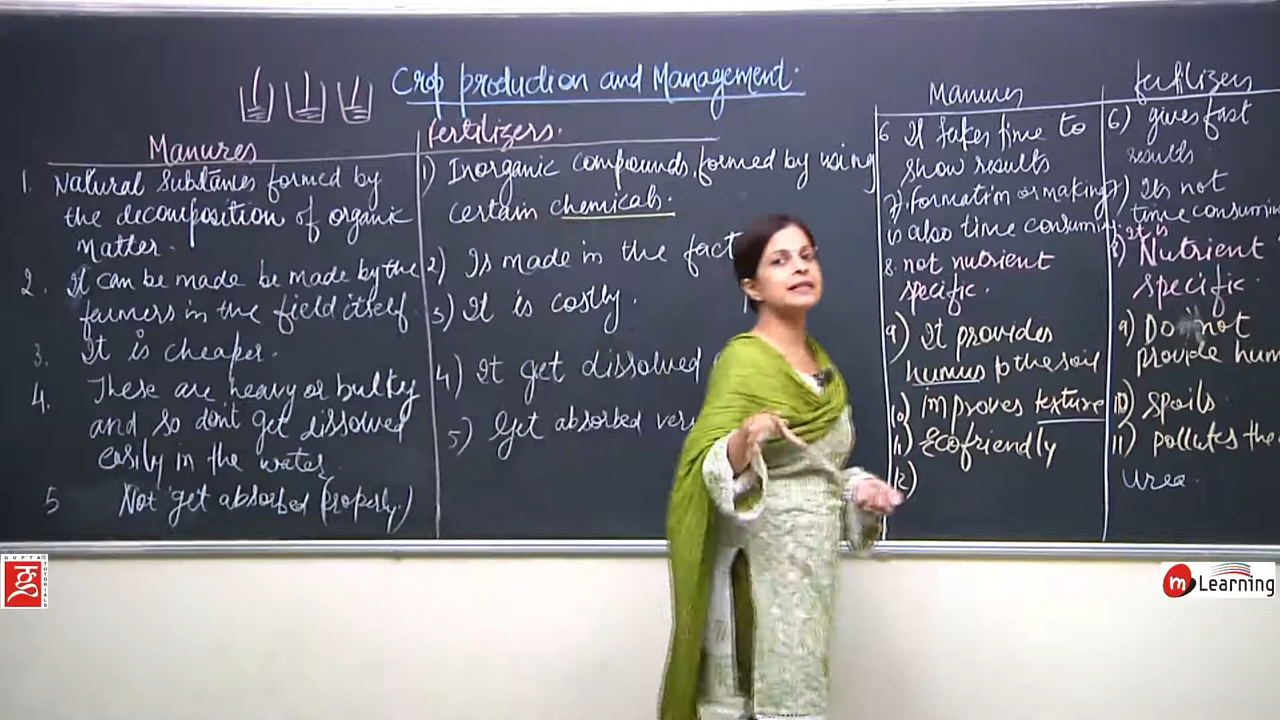 Crop production and Management.
Manures
1. Natural Substances formed by
the decomposition of organic
matter.
2. It can be made be made by the
farmers in the field itself.
3. It is cheaper.
4. These are heavy or bulky
and so don't get dissolved
easily in the water.
5 Not get absorbed (properly.)
fertilizers.
1) Inorganic compounds, formed by using
certain chemicals.
2) Is made in the fact
3) It is costly.
4) It get dissolved
5) Get absorbed very
Manures
6 It takes time to
show results
7. Formation or making
is also time consuming
8. not nutrient
specific.
9) It provides
humus to the soil
10) improves texture
11) Ecofriendly
12)
fertilizers
6) gives fast
results
7) Its not
time consumin
8) It is Nutrient
specific.
9) Do not
provide hum
10) Spoils
11) pollutes the
Urea.
GUPTA TUTORIALS
m Learning